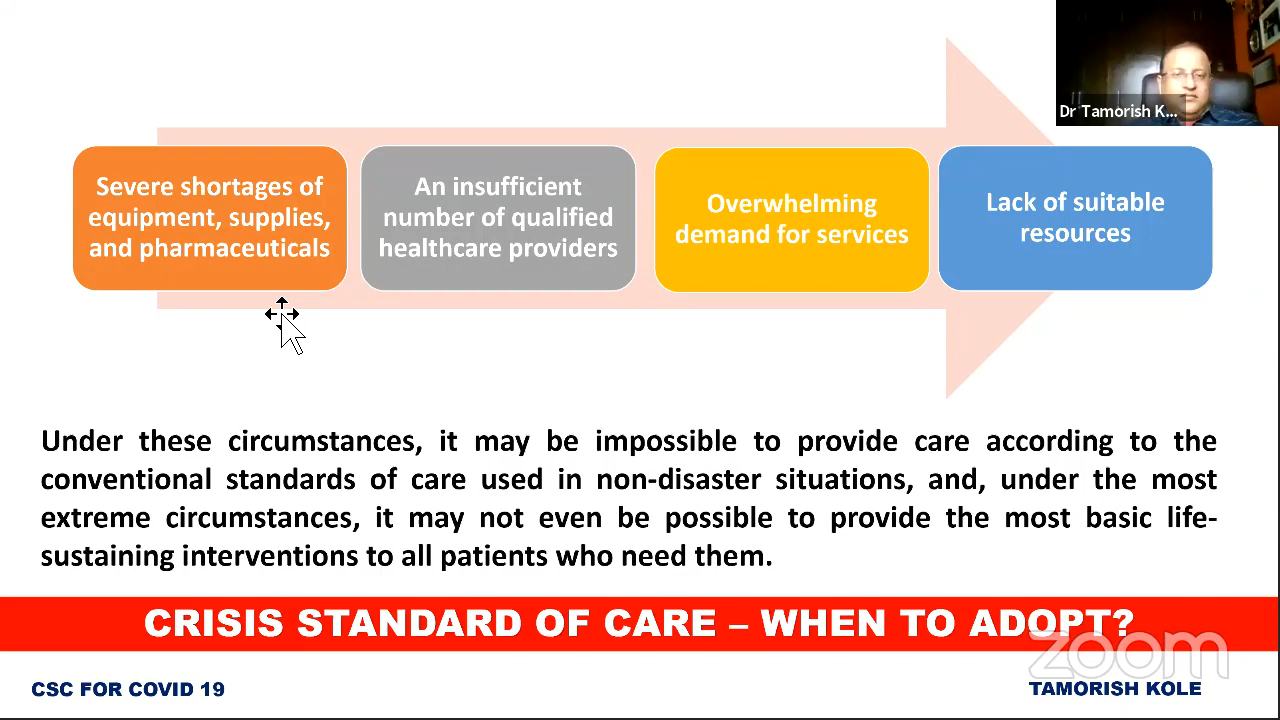 Dr Tamorish K...
Severe shortages of
equipment, supplies,
and pharmaceuticals
An insufficient
number of qualified
healthcare providers
Overwhelming
demand for services
Lack of suitable
resources
Under these circumstances, it may be impossible to provide care according to the
conventional standards of care used in non-disaster situations, and, under the most
extreme circumstances, it may not even be possible to provide the most basic life-
sustaining interventions to all patients who need them.
CRISIS STANDARD OF CARE – WHEN TO ADOPT?
zoom
CSC FOR COVID 19
TAMORISH KOLE